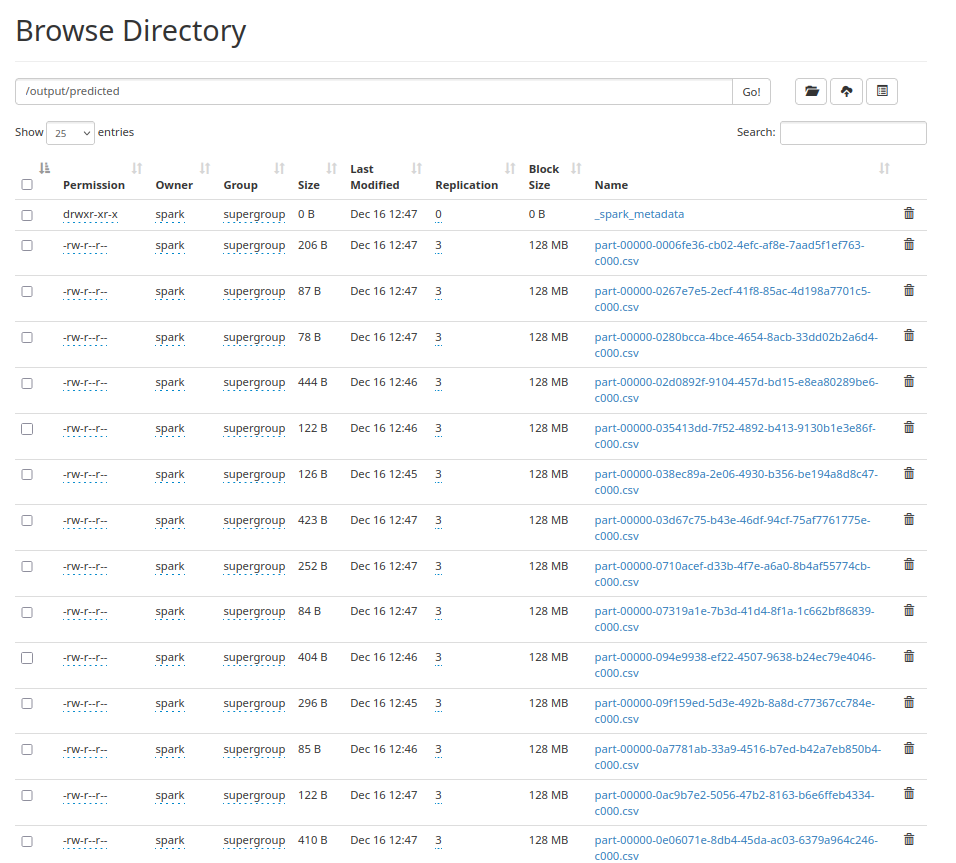 Browse Directory
/output/predicted Go!
Show 25 entries Search:
Permission Owner Group Size Last Modified Replication Block Size Name
drwxr-xr-x spark supergroup 0 B Dec 16 12:47 0 0 B _spark_metadata
-rw-r--r-- spark supergroup 206 B Dec 16 12:47 3 128 MB part-00000-0006fe36-cb02-4efc-af8e-7aad5f1ef763-
c000.csv
-rw-r--r-- spark supergroup 87 B Dec 16 12:47 3 128 MB part-00000-0267e7e5-2ecf-41f8-85ac-4d198a7701c5-
c000.csv
-rw-r--r-- spark supergroup 78 B Dec 16 12:47 3 128 MB part-00000-0280bcca-4bce-4654-8acb-33dd02b2a6d4-
c000.csv
-rw-r--r-- spark supergroup 444 B Dec 16 12:46 3 128 MB part-00000-02d0892f-9104-457d-bd15-e8ea80289be6-
c000.csv
-rw-r--r-- spark supergroup 122 B Dec 16 12:46 3 128 MB part-00000-035413dd-7f52-4892-b413-9130b1e3e86f-
c000.csv
-rw-r--r-- spark supergroup 126 B Dec 16 12:45 3 128 MB part-00000-038ec89a-2e06-4930-b356-be194a8d8c47-
c000.csv
-rw-r--r-- spark supergroup 423 B Dec 16 12:47 3 128 MB part-00000-03d67c75-b43e-46df-94cf-75af7761775e-
c000.csv
-rw-r--r-- spark supergroup 252 B Dec 16 12:47 3 128 MB part-00000-0710acef-d33b-4f7e-a6a0-8b4af55774cb-
c000.csv
-rw-r--r-- spark supergroup 84 B Dec 16 12:47 3 128 MB part-00000-07319a1e-7b3d-41d4-8f1a-1c662bf86839-
c000.csv
-rw-r--r-- spark supergroup 404 B Dec 16 12:46 3 128 MB part-00000-094e9938-ef22-4507-9638-b24ec79e4046-
c000.csv
-rw-r--r-- spark supergroup 296 B Dec 16 12:45 3 128 MB part-00000-09f159ed-5d3e-492b-8a8d-c77367cc784e-
c000.csv
-rw-r--r-- spark supergroup 85 B Dec 16 12:46 3 128 MB part-00000-0a7781ab-33a9-4516-b7ed-b42a7eb850b4-
c000.csv
-rw-r--r-- spark supergroup 122 B Dec 16 12:47 3 128 MB part-00000-0ac9b7e2-5056-47b2-8163-b6e6ffeb4334-
c000.csv
-rw-r--r-- spark supergroup 410 B Dec 16 12:47 3 128 MB part-00000-0e06071e-8db4-45da-ac03-6379a964c246-
c000.csv